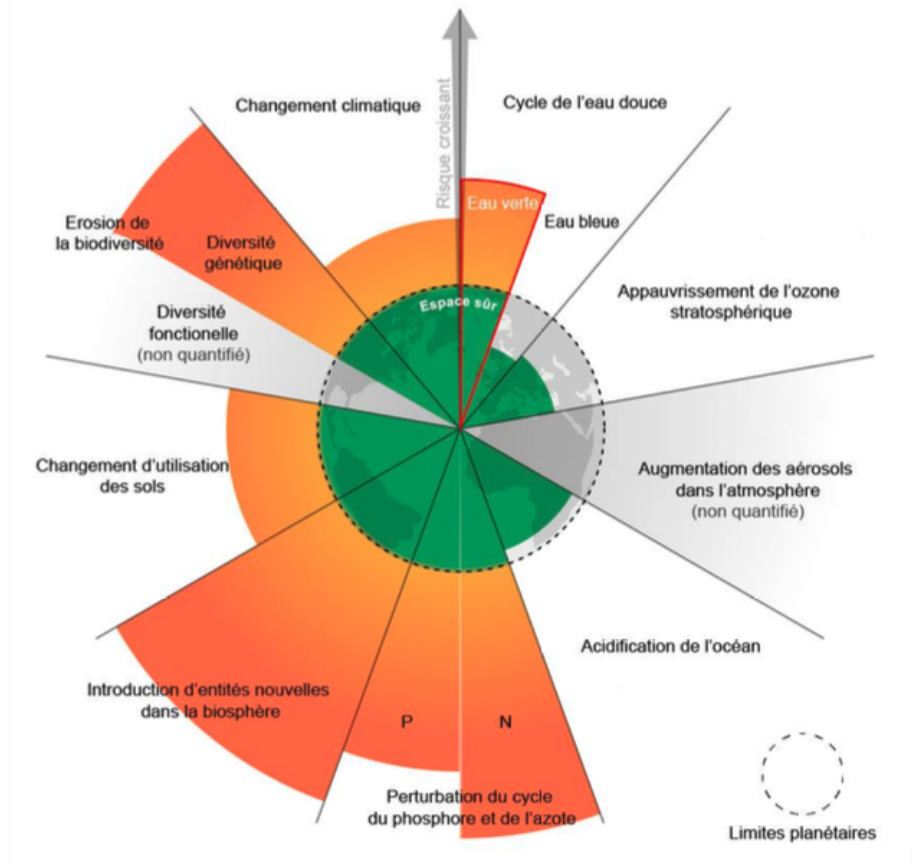 Changement climatique
Cycle de l'eau douce
Risque croissant
Eau verte
Eau bleue
Erosion de
la biodiversité
Diversité
génétique
Appauvrissement de l'ozone
stratosphérique
Espace sûr
Diversité
fonctionelle
(non quantifié)
Changement d'utilisation
des sols
Augmentation des aérosols
dans l'atmosphère
(non quantifié)
Acidification de l'océan
Introduction d'entités nouvelles
dans la biosphère
P
N
Perturbation du cycle
du phosphore et de l'azote
Limites planétaires